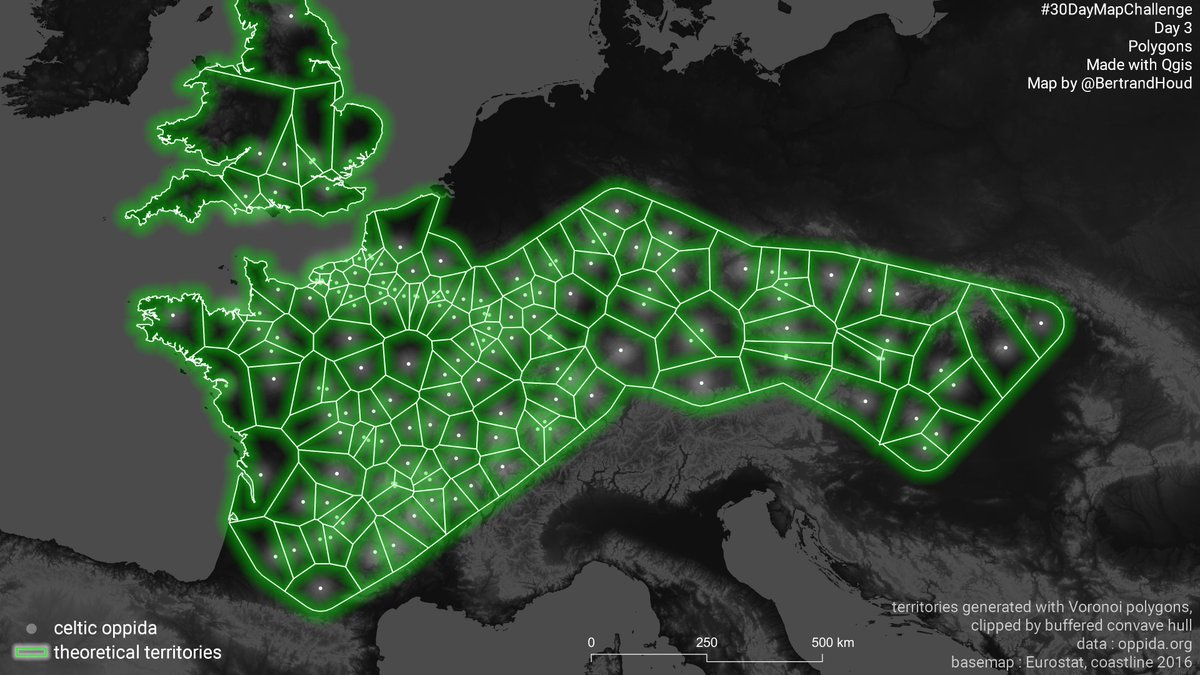 #30DayMapChallenge
Day 3
Polygons
Made with Qgis
Map by @BertrandHoud
celtic oppida
theoretical territories
0 250 500 km
territories generated with Voronoi polygons,
clipped by buffered convave hull
data : oppida.org
basemap : Eurostat, coastline 2016